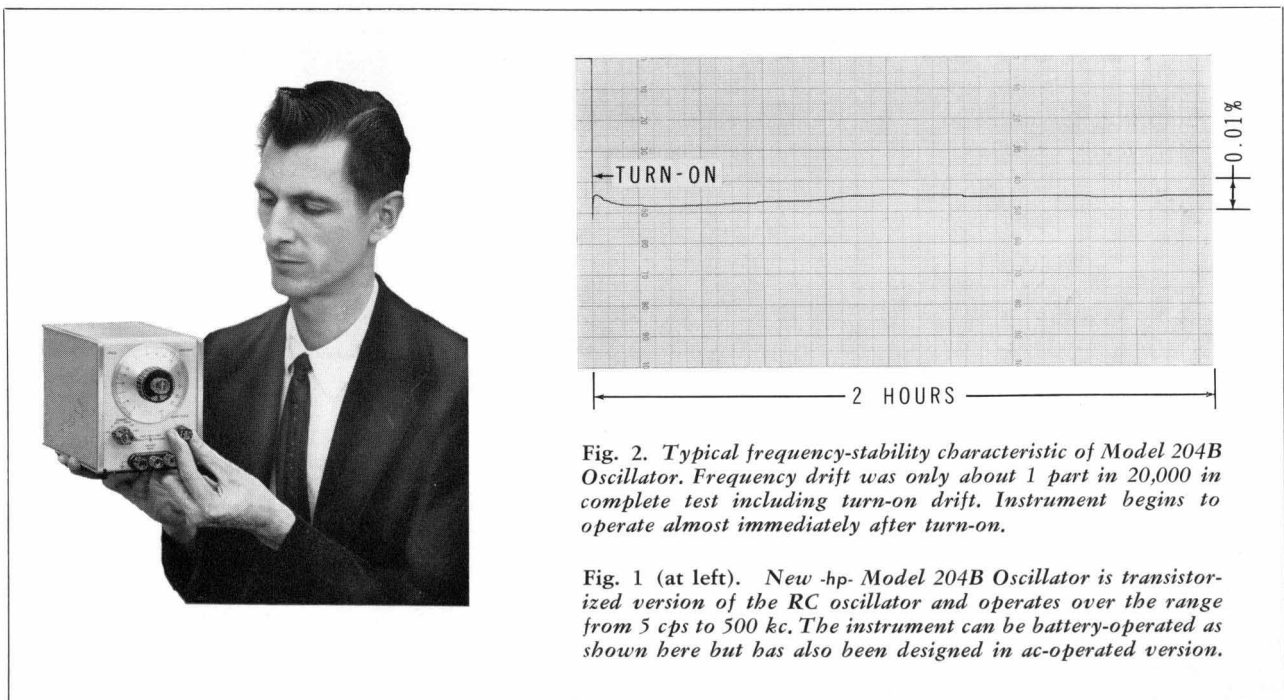 ←TURN-ON
0.01%
2 HOURS
Fig. 2. Typical frequency-stability characteristic of Model 204B
Oscillator. Frequency drift was only about 1 part in 20,000 in
complete test including turn-on drift. Instrument begins to
operate almost immediately after turn-on.
Fig. 1 (at left). New -hp- Model 204B Oscillator is transistor-
ized version of the RC oscillator and operates over the range
from 5 cps to 500 kc. The instrument can be battery-operated as
shown here but has also been designed in ac-operated version.